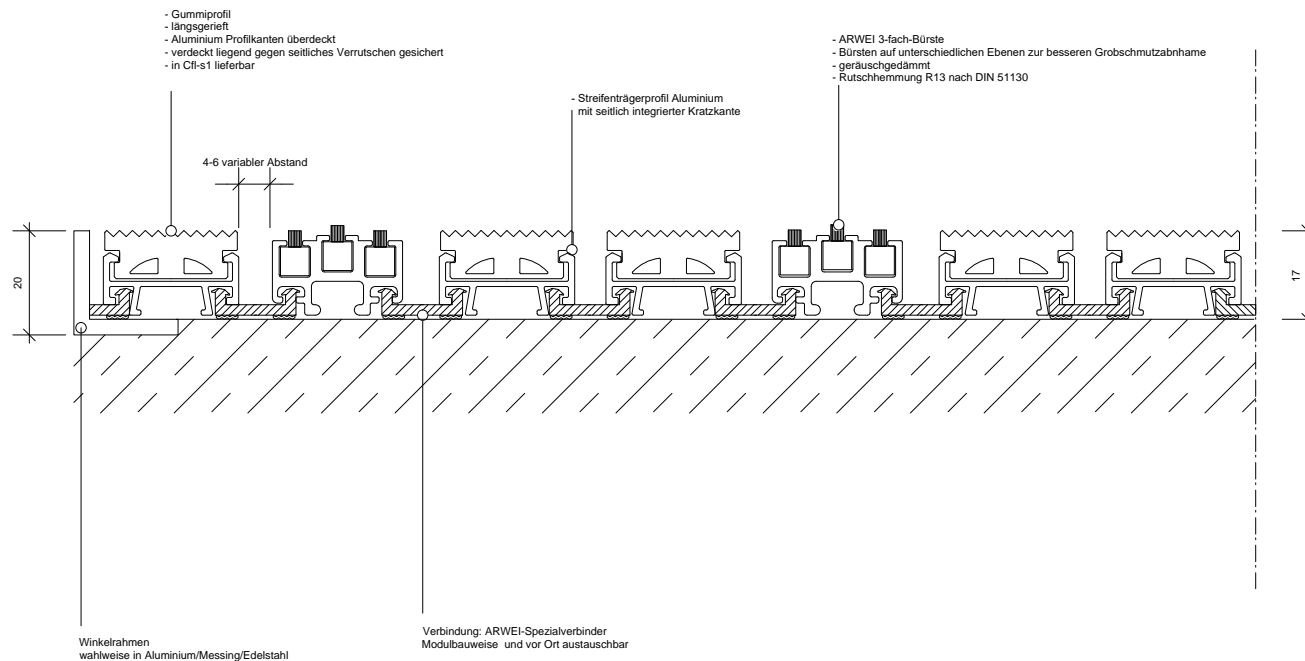 - Gummiprofil
- längsgerieft
- Aluminium Profilkanten überdeckt
- verdeckt liegend gegen seitliches Verrutschen gesichert
- in Cfl-s1 lieferbar
- ARWEI 3-fach-Bürste
- Bürsten auf unterschiedlichen Ebenen zur besseren Grobschmutzabnhame
- geräuschgedämmt
- Rutschhemmung R13 nach DIN 51130
- Streifenträgerprofil Aluminium
mit seitlich integrierter Kratzkante
4-6 variabler Abstand
20
17
Winkelrahmen
wahlweise in Aluminium/Messing/Edelstahl
Verbindung: ARWEI-Spezialverbinder
Modulbauweise und vor Ort austauschbar